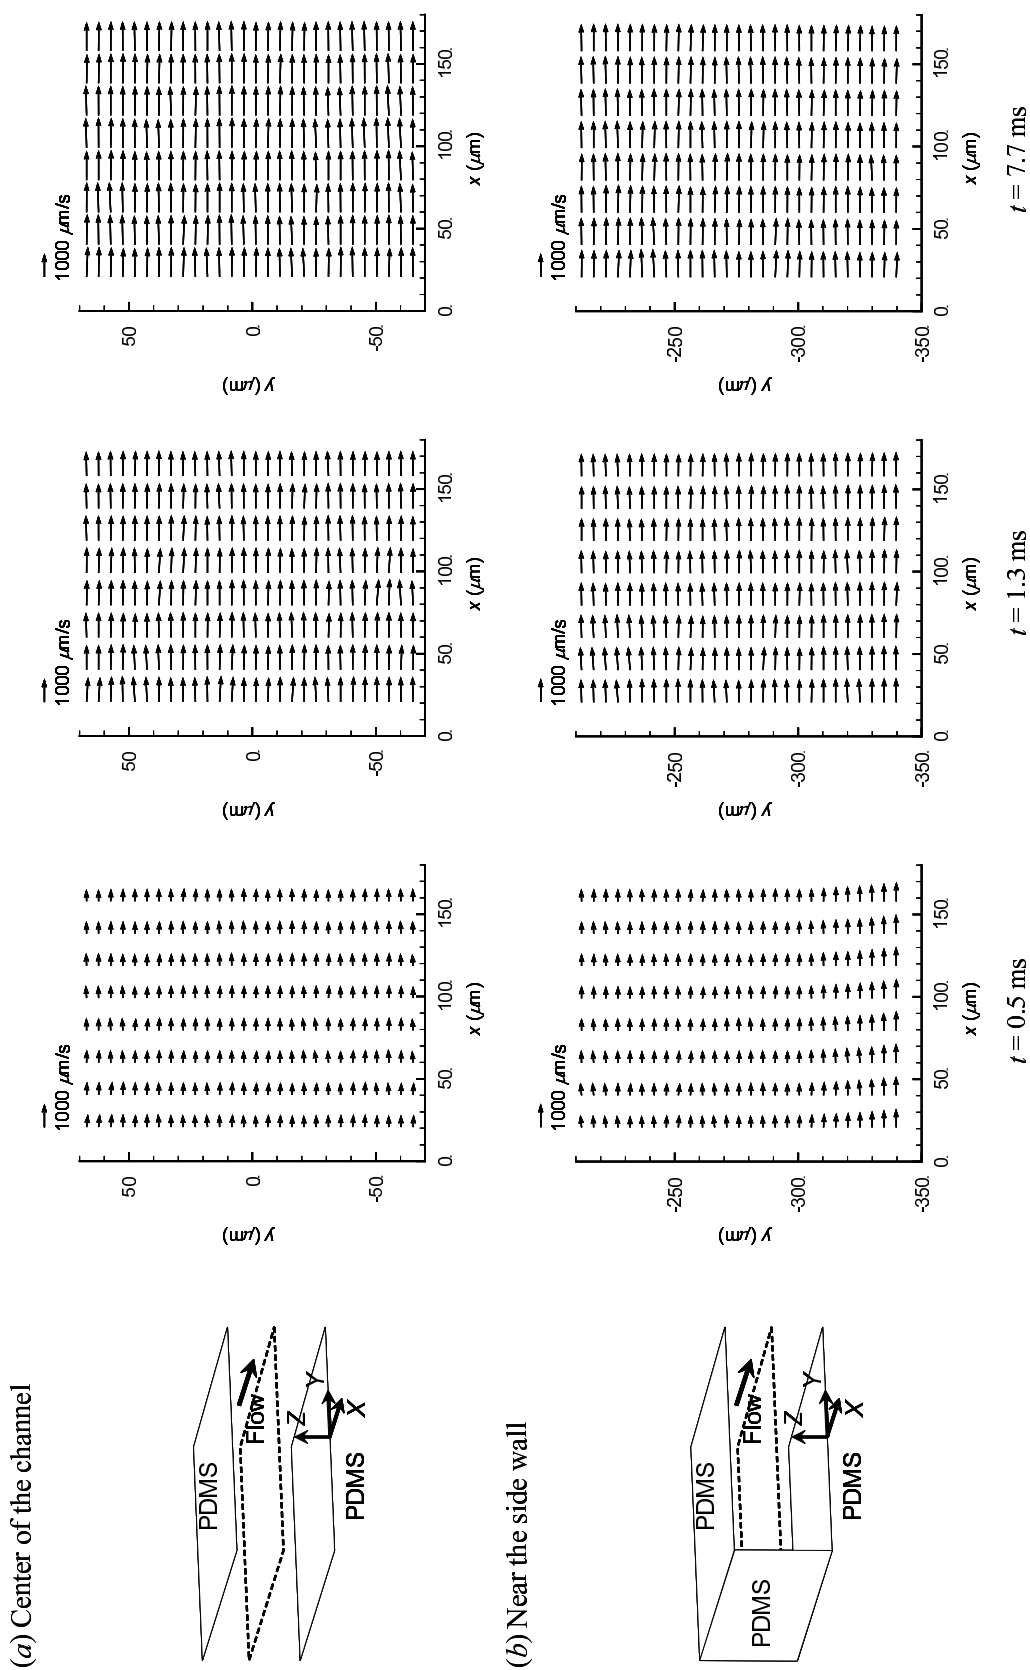 (a) Center of the channel
PDMS
Flow
Z
Y
X
PDMS
1000 μm/s
y (μm)
50.
0.
-50.
0. 50. 100. 150.
x (μm)
1000 μm/s
y (μm)
50.
0.
-50.
0. 50. 100. 150.
x (μm)
1000 μm/s
y (μm)
50.
0.
-50.
0. 50. 100. 150.
x (μm)
(b) Near the side wall
PDMS
PDMS
Flow
Z
Y
X
PDMS
1000 μm/s
y (μm)
-250.
-300.
-350.
0. 50. 100. 150.
x (μm)
t = 0.5 ms
1000 μm/s
y (μm)
-250.
-300.
-350.
0. 50. 100. 150.
x (μm)
t = 1.3 ms
1000 μm/s
y (μm)
-250.
-300.
-350.
0. 50. 100. 150.
x (μm)
t = 7.7 ms